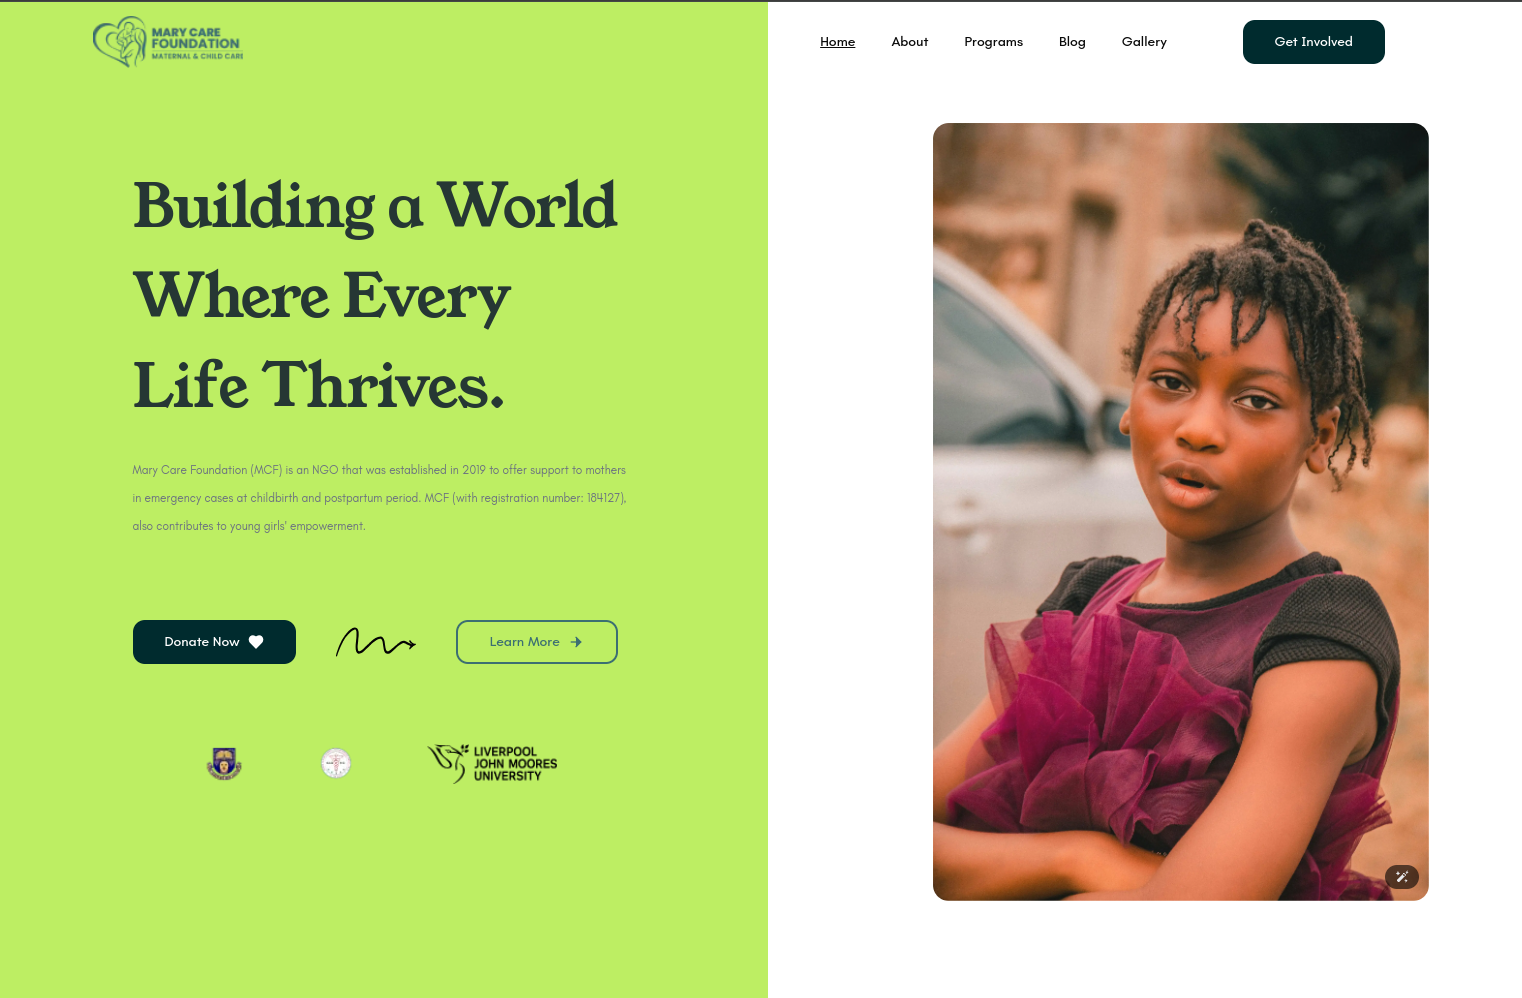 MARY CARE
FOUNDATION
MATERNAL & CHILD CARE
Home
About
Programs
Blog
Gallery
Get Involved
Building a World
Where Every
Life Thrives.
Mary Care Foundation (MCF) is an NGO that was established in 2019 to offer support to mothers
in emergency cases at childbirth and postpartum period. MCF (with registration number: 184127),
also contributes to young girls' empowerment.
Donate Now
Learn More
LIVERPOOL
JOHN MOORES
UNIVERSITY